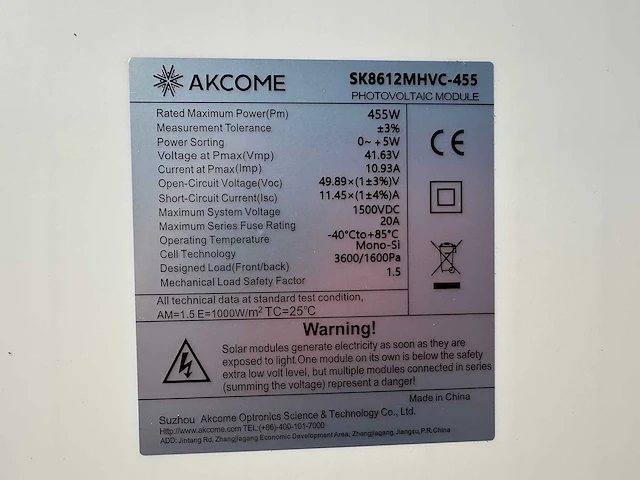 AKCOME SK8612MHVC-455
PHOTOVOLTAIC MODULE
Rated Maximum Power(Pm) 455W
Measurement Tolerance ±3%
Power Sorting 0~ +5W
Voltage at Pmax(Vmp) 41.63V
Current at Pmax(Imp) 10.93A
Open-Circuit Voltage(Voc) 49.89×(1±3%)V
Short-Circuit Current(Isc) 11.45×(1±4%)A
Maximum System Voltage 1500VDC
Maximum Series Fuse Rating 20A
Operating Temperature -40°Cto+85°C
Cell Technology Mono-Si
Designed Load(Front/back) 3600/1600Pa
Mechanical Load Safety Factor 1.5
CE
All technical data at standard test condition,
AM=1.5 E=1000W/m² TC=25°C
Warning!
Solar modules generate electricity as soon as they are
exposed to light.One module on its own is below the safety
extra low volt level, but multiple modules connected in series
(summing the voltage) represent a danger!
Made in China
Suzhou Akcome Optronics Science & Technology Co., Ltd.
Http://www.akcome.com TEL:(+86)-400-101-7000
ADD: Jintang Rd, Zhangjiagang Economic Development Area, Zhangjiagang, Jiangsu, P.R.China